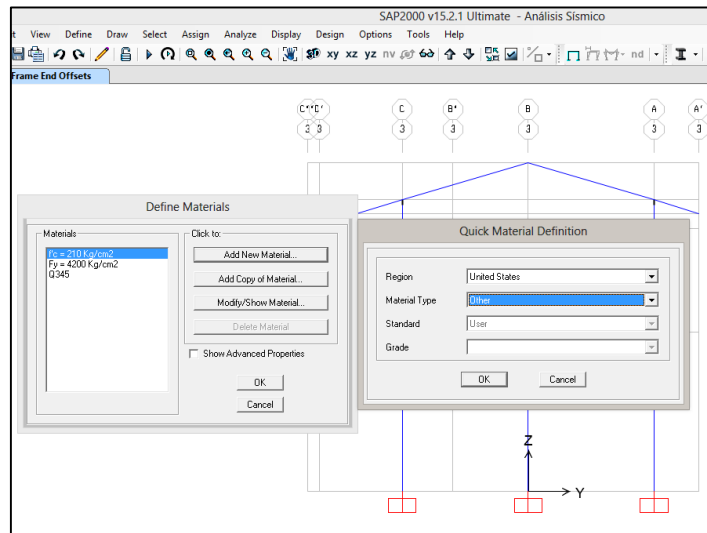 SAP2000 v15.2.1 Ultimate - Análisis Sísmico
View Define Draw Select Assign Analyze Display Design Options Tools Help
xy xz yz nv nd
Frame End Offsets
C B* B A A*
3 3 3 3 3 3 3
Define Materials
Materials
f'c = 210 Kg/cm2
Fy = 4200 Kg/cm2
Q345
Click to:
Add New Material...
Add Copy of Material...
Modify/Show Material...
Delete Material
Show Advanced Properties
OK
Cancel
Quick Material Definition
Region United States
Material Type Other
Standard User
Grade
OK Cancel
Z
Y